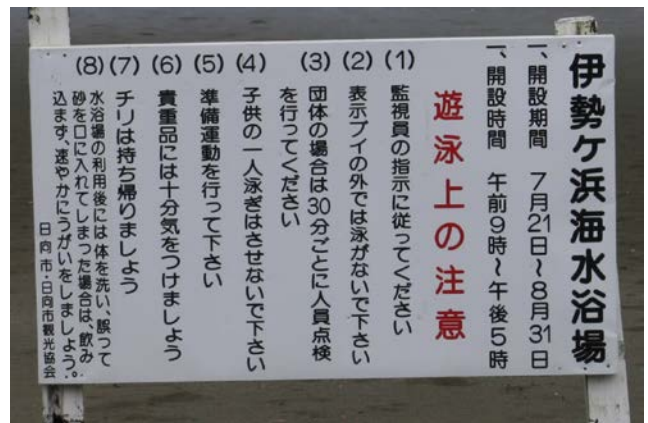 伊勢ケ浜海水浴場
一、開設期間　7月21日〜8月31日
一、開設時間　午前9時〜午後5時
遊泳上の注意
(1) 監視員の指示に従ってください
(2) 表示ブイの外では泳がないで下さい
(3) 団体の場合は30分ごとに人員点検
を行ってください
(4) 子供の一人泳ぎはさせないで下さい
(5) 準備運動を行って下さい
(6) 貴重品には十分気をつけましょう
(7) チリは持ち帰りましょう
(8) 水浴場の利用後には体を洗い、誤って
砂を口に入れてしまった場合は、飲み
込まず、速やかにうがいをしましょう。
日向市・日向市観光協会